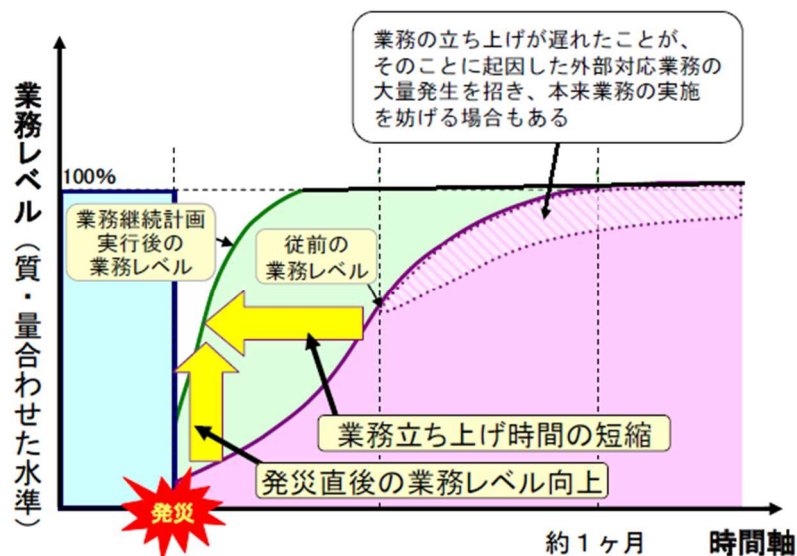 業務の立ち上げが遅れたことが、
そのことに起因した外部対応業務の
大量発生を招き、本来業務の実施
を妨げる場合もある
業務レベル（質・量合わせた水準）
100%
業務継続計画
実行後の
業務レベル
従前の
業務レベル
業務立ち上げ時間の短縮
発災直後の業務レベル向上
発災
約１ヶ月
時間軸